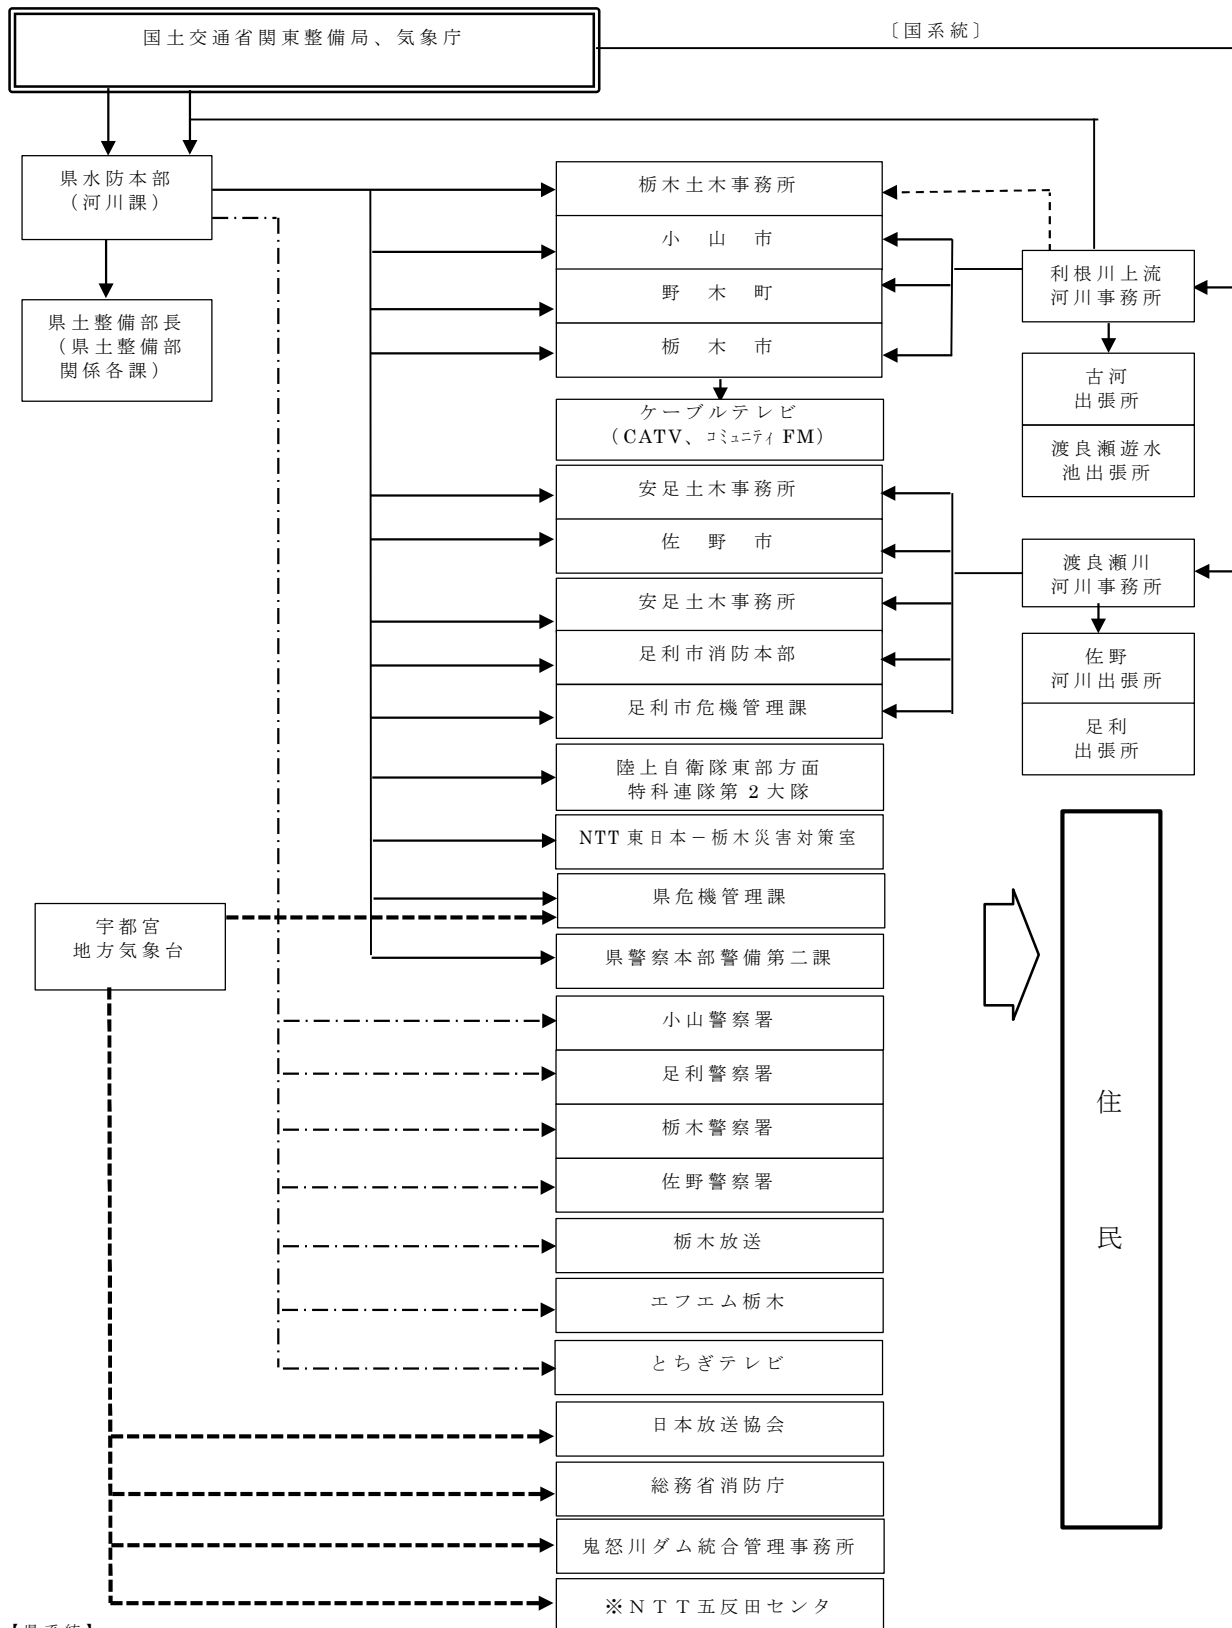 国土交通省関東整備局、気象庁
〔国系統〕
県水防本部
（河川課）
県土整備部長
（県土整備部
関係各課）
栃木土木事務所
小　山　市
野　木　町
栃　木　市
ケーブルテレビ
（CATV、コミュニティ FM）
安足土木事務所
佐　野　市
安足土木事務所
足利市消防本部
足利市危機管理課
陸上自衛隊東部方面
特科連隊第 2 大隊
NTT 東日本－栃木災害対策室
県危機管理課
県警察本部警備第二課
小山警察署
足利警察署
栃木警察署
佐野警察署
栃木放送
エフエム栃木
とちぎテレビ
日本放送協会
総務省消防庁
鬼怒川ダム統合管理事務所
※ＮＴＴ五反田センタ
利根川上流
河川事務所
古河
出張所
渡良瀬遊水
池出張所
渡良瀬川
河川事務所
佐野
河川出張所
足利
出張所
宇都宮
地方気象台
住
民
【県系統】